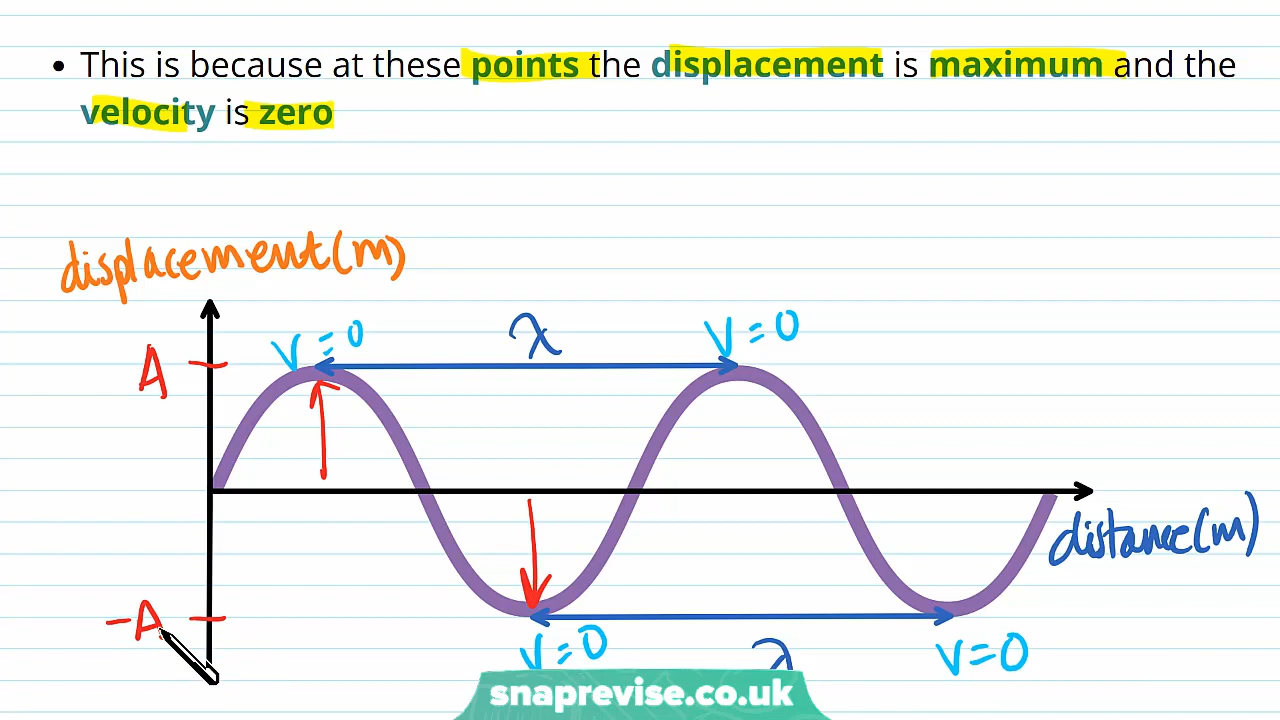 • This is because at these points the displacement is maximum and the
velocity is zero
displacement(m)
V=0
λ
V=0
A
distance(m)
-A
V=0
λ
V=0
snaprevise.co.uk